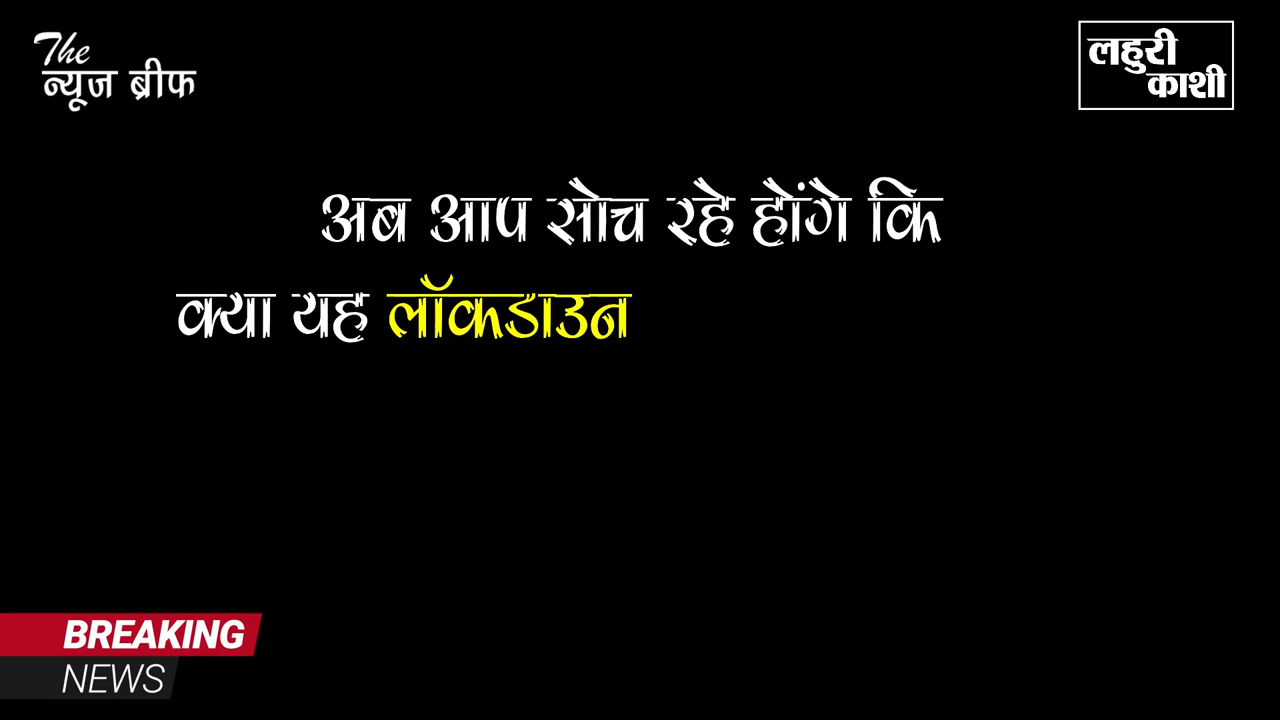 The
न्यूज ब्रीफ
लहुरी
काशी
अब आप सोच रहे होंगे कि
क्या यह लॉकडाउन
BREAKING
NEWS